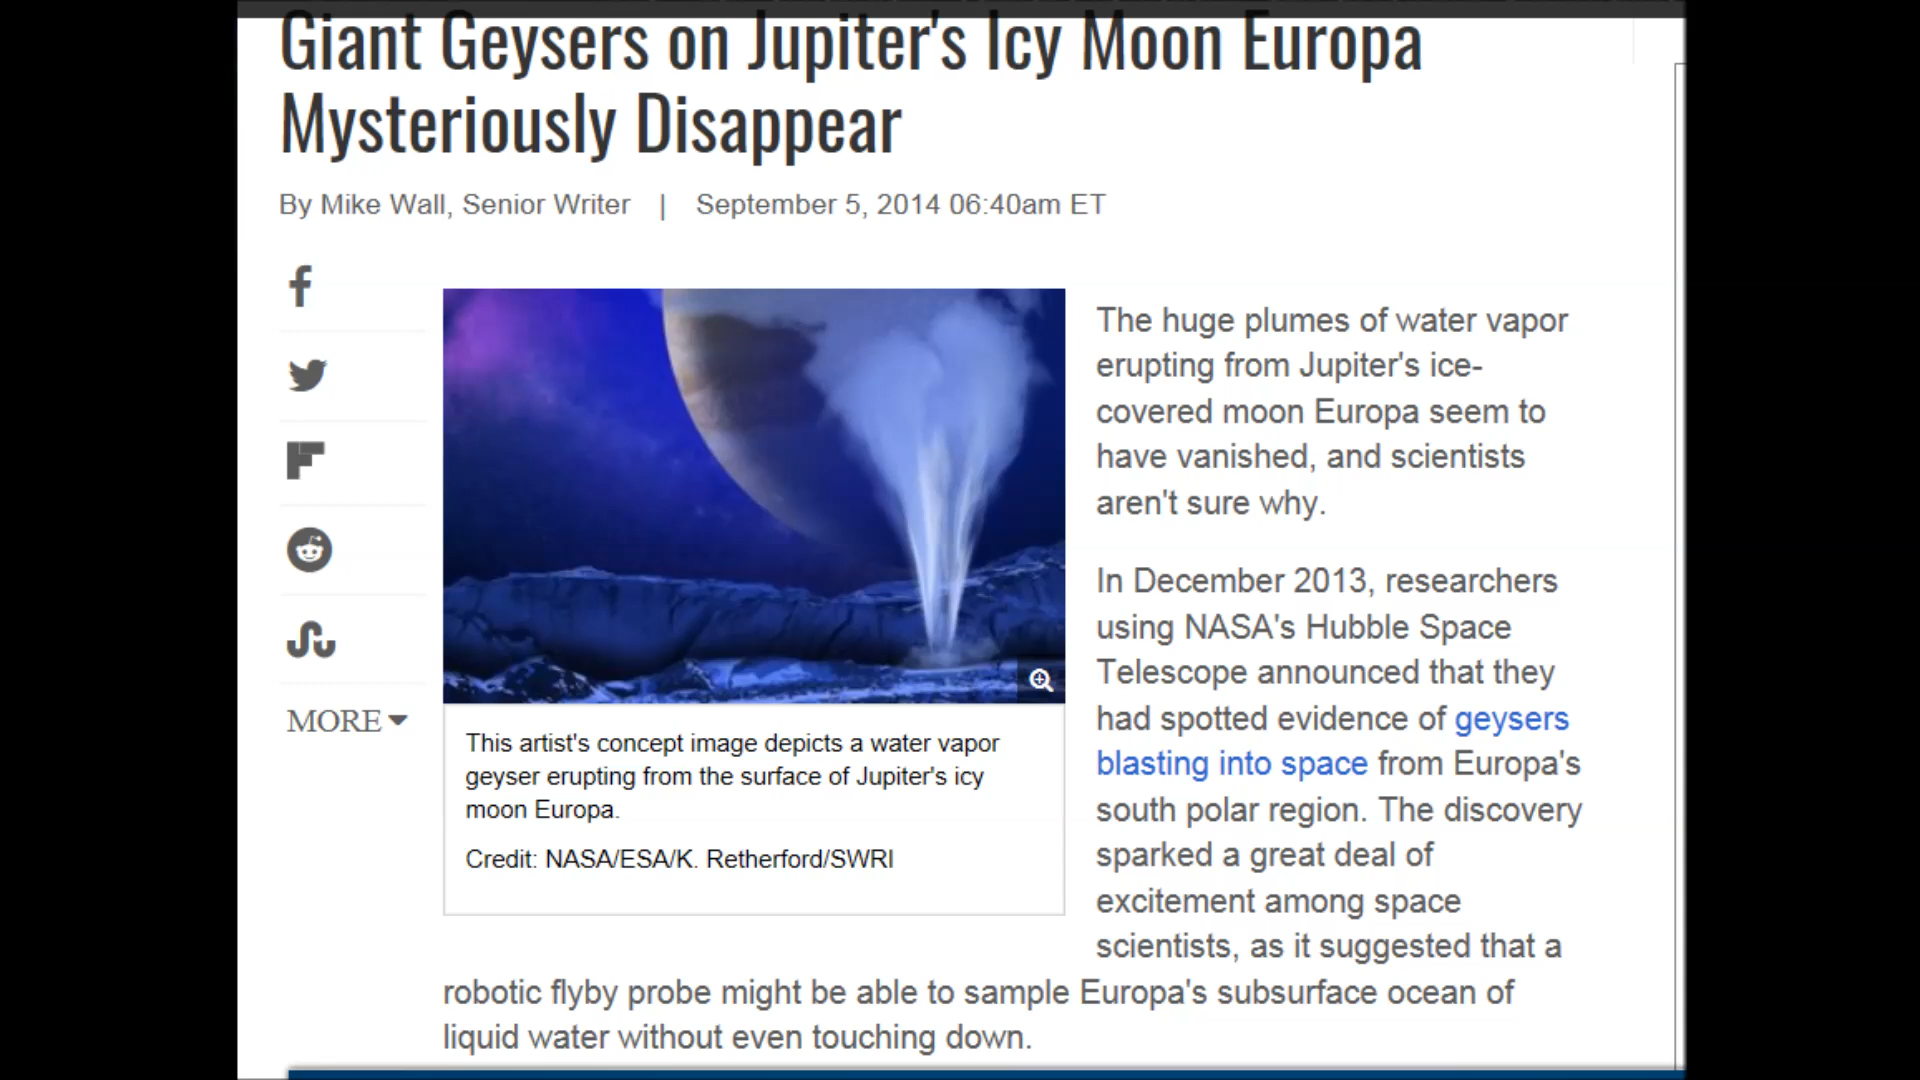 Giant Geysers on Jupiter's Icy Moon Europa
Mysteriously Disappear
By Mike Wall, Senior Writer | September 5, 2014 06:40am ET
MORE
This artist's concept image depicts a water vapor
geyser erupting from the surface of Jupiter's icy
moon Europa.
Credit: NASA/ESA/K. Retherford/SWRI
The huge plumes of water vapor
erupting from Jupiter's ice-
covered moon Europa seem to
have vanished, and scientists
aren't sure why.
In December 2013, researchers
using NASA's Hubble Space
Telescope announced that they
had spotted evidence of geysers
blasting into space from Europa's
south polar region. The discovery
sparked a great deal of
excitement among space
scientists, as it suggested that a
robotic flyby probe might be able to sample Europa's subsurface ocean of
liquid water without even touching down.